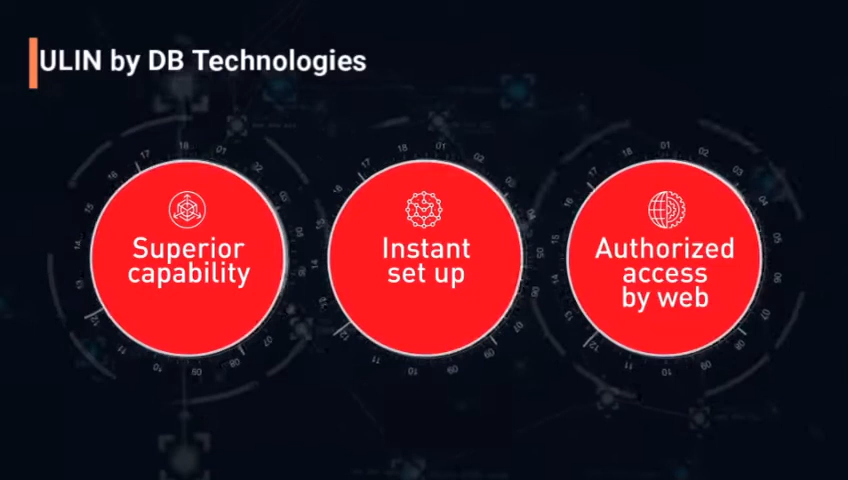 ULIN by DB Technologies
Superior
capability
Instant
set up
Authorized
access
by web